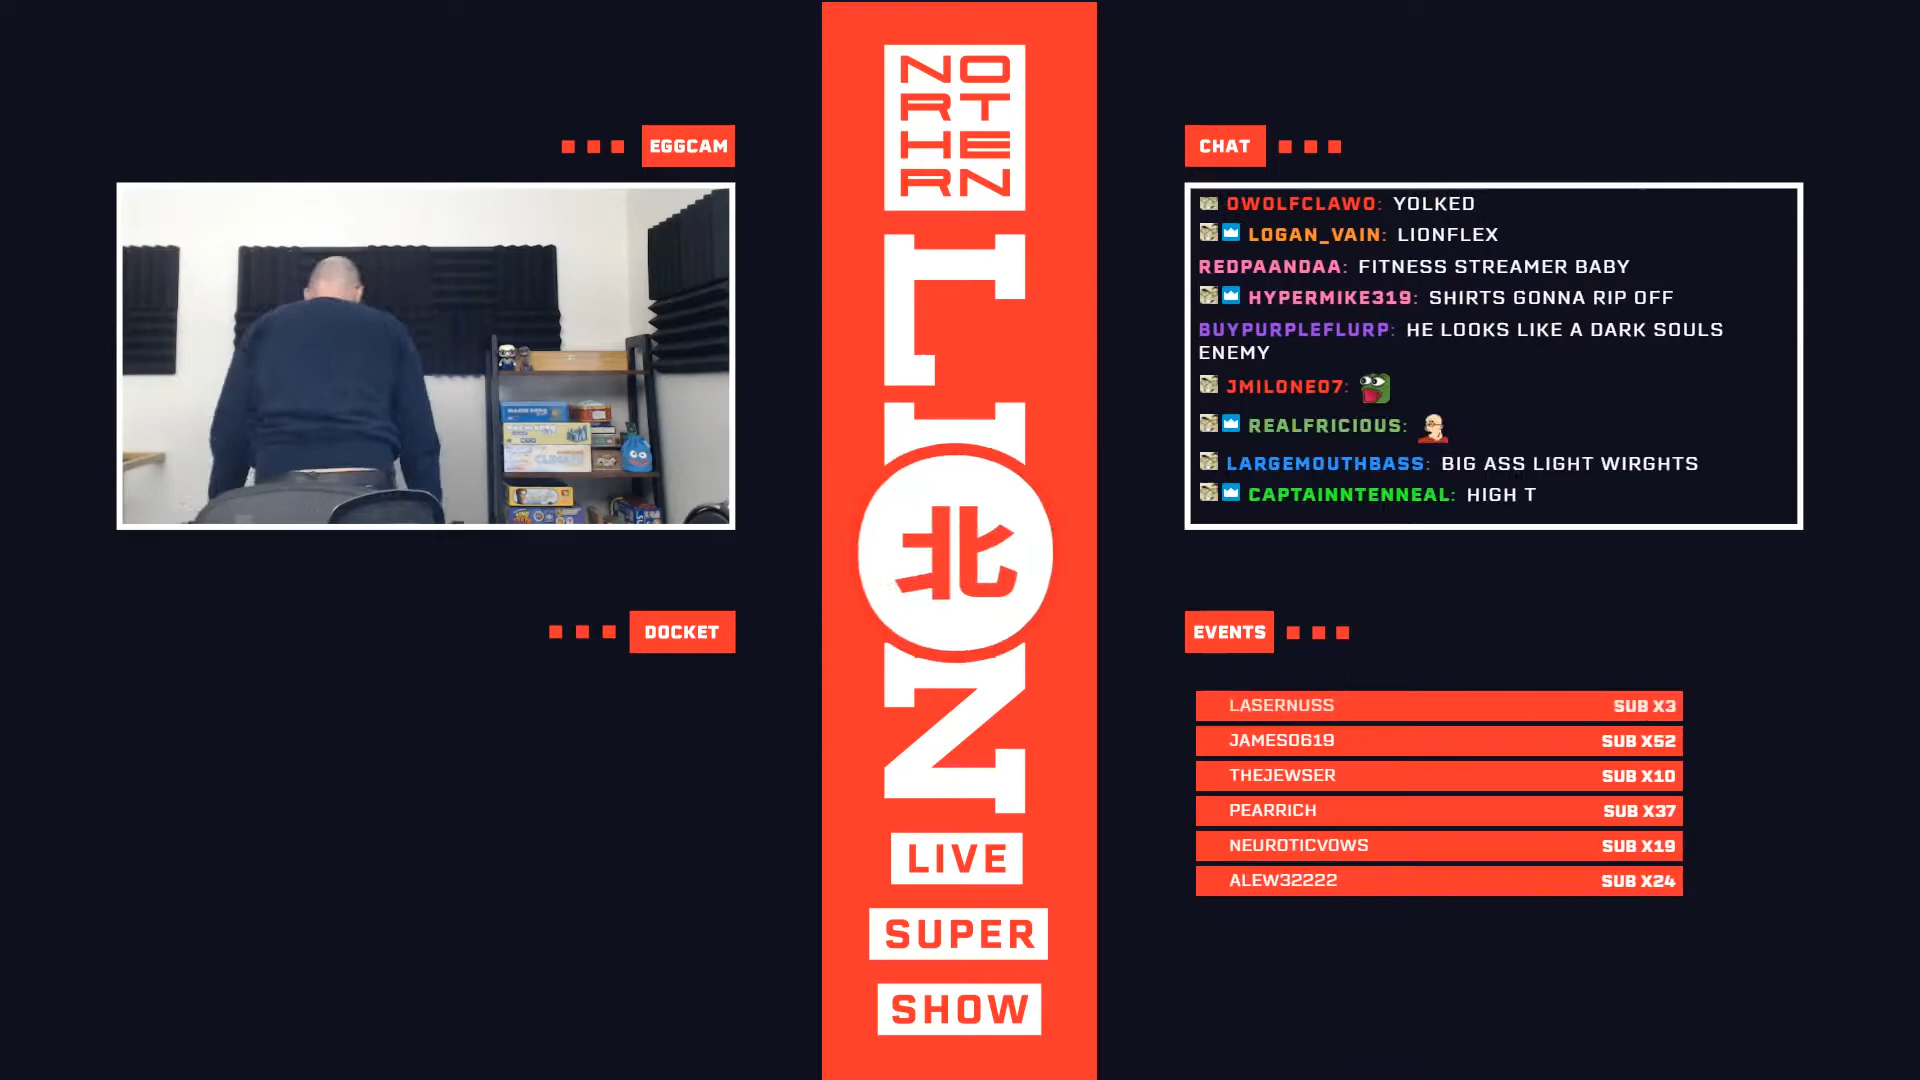 NO
RT
HE
RN
LION
北
LIVE
SUPER
SHOW
EGGCAM
CHAT
OWOLFCLAWO: YOLKED
LOGAN_VAIN: LIONFLEX
REDPAANDAA: FITNESS STREAMER BABY
HYPERMIKE319: SHIRTS GONNA RIP OFF
BUYPURPLEFLURP: HE LOOKS LIKE A DARK SOULS
ENEMY
JMILONE07:
REALFRICIOUS:
LARGEMOUTHBASS: BIG ASS LIGHT WIRGHTS
CAPTAINNTENNEAL: HIGH T
DOCKET
EVENTS
LASERNUSS SUB X3
JAMES0619 SUB X52
THEJEWSER SUB X10
PEARRICH SUB X37
NEUROTICVOWS SUB X19
ALEW32222 SUB X24